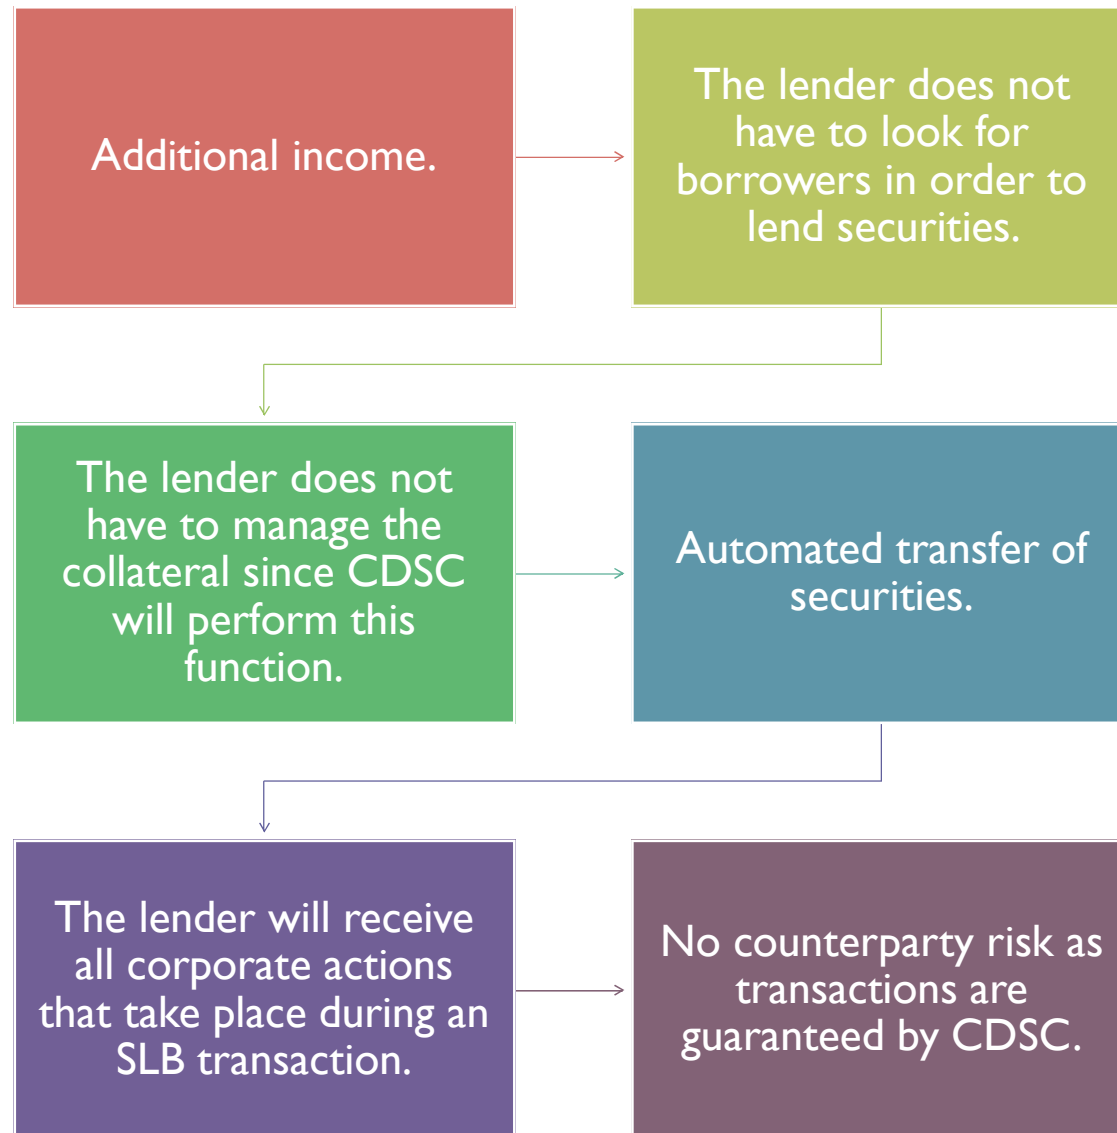 Additional income.
The lender does not
have to look for
borrowers in order to
lend securities.
The lender does not
have to manage the
collateral since CDSC
will perform this
function.
Automated transfer of
securities.
The lender will receive
all corporate actions
that take place during an
SLB transaction.
No counterparty risk as
transactions are
guaranteed by CDSC.